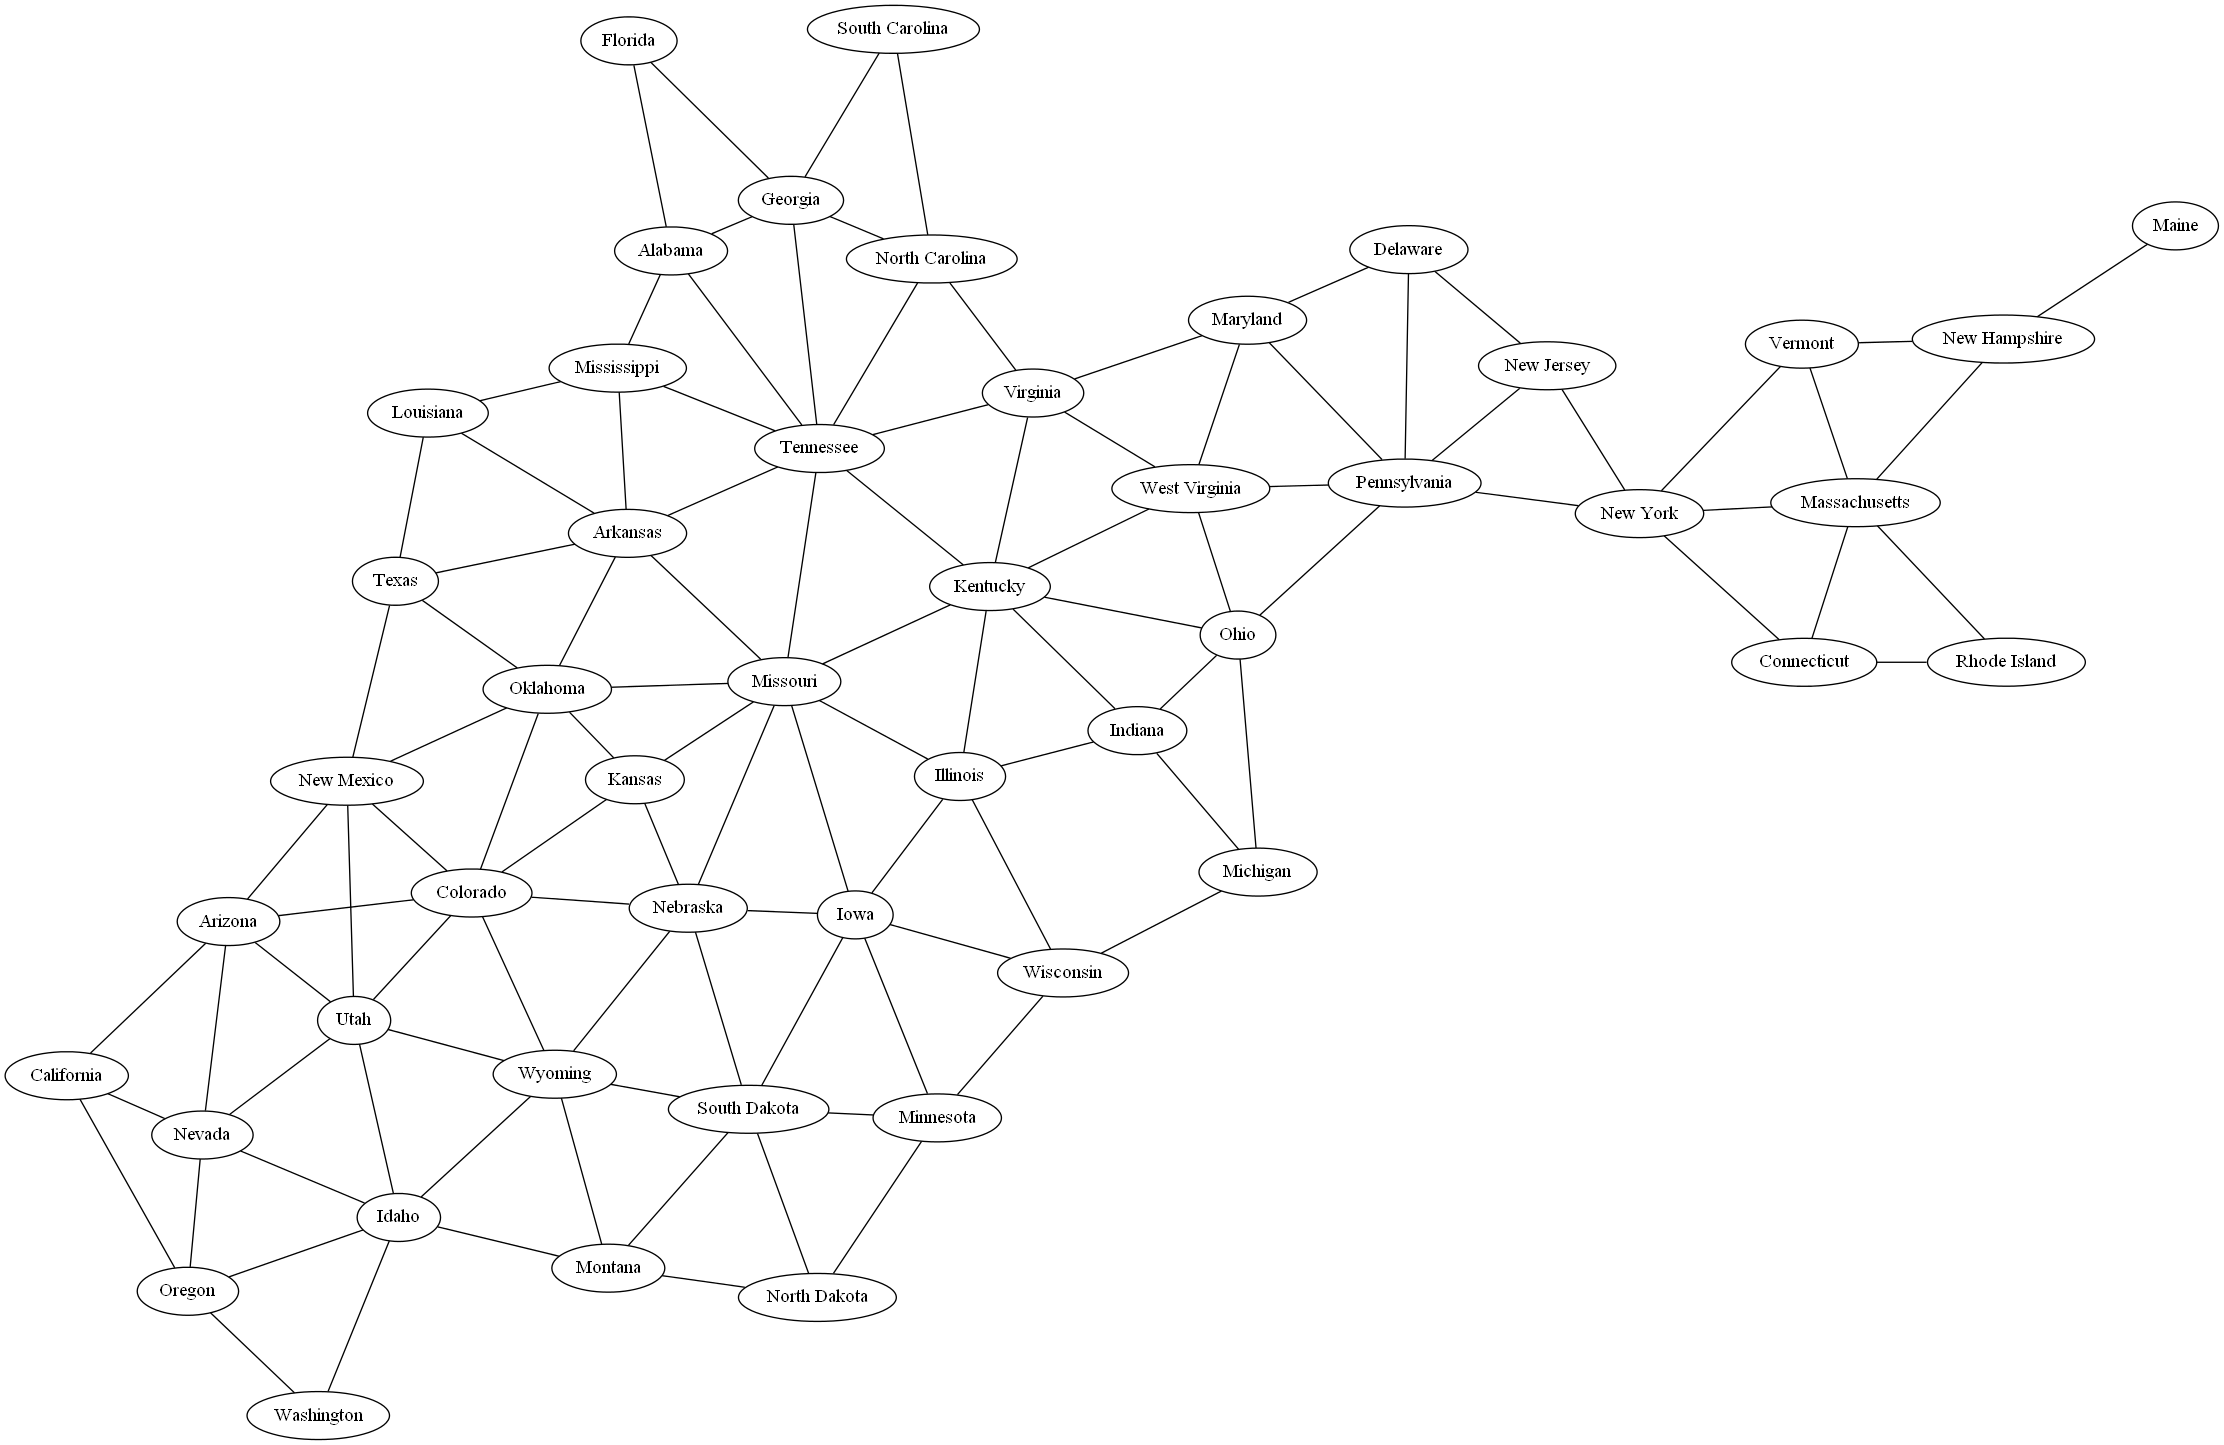 South Carolina
Florida
Georgia
Maine
Delaware
Alabama
North Carolina
Maryland
New Hampshire
Vermont
New Jersey
Mississippi
Virginia
Louisiana
Tennessee
Pennsylvania
West Virginia
Massachusetts
New York
Arkansas
Texas
Kentucky
Ohio
Connecticut
Rhode Island
Missouri
Oklahoma
Indiana
Illinois
Kansas
New Mexico
Michigan
Colorado
Nebraska
Iowa
Arizona
Wisconsin
Utah
Wyoming
California
South Dakota
Minnesota
Nevada
Idaho
Montana
Oregon
North Dakota
Washington